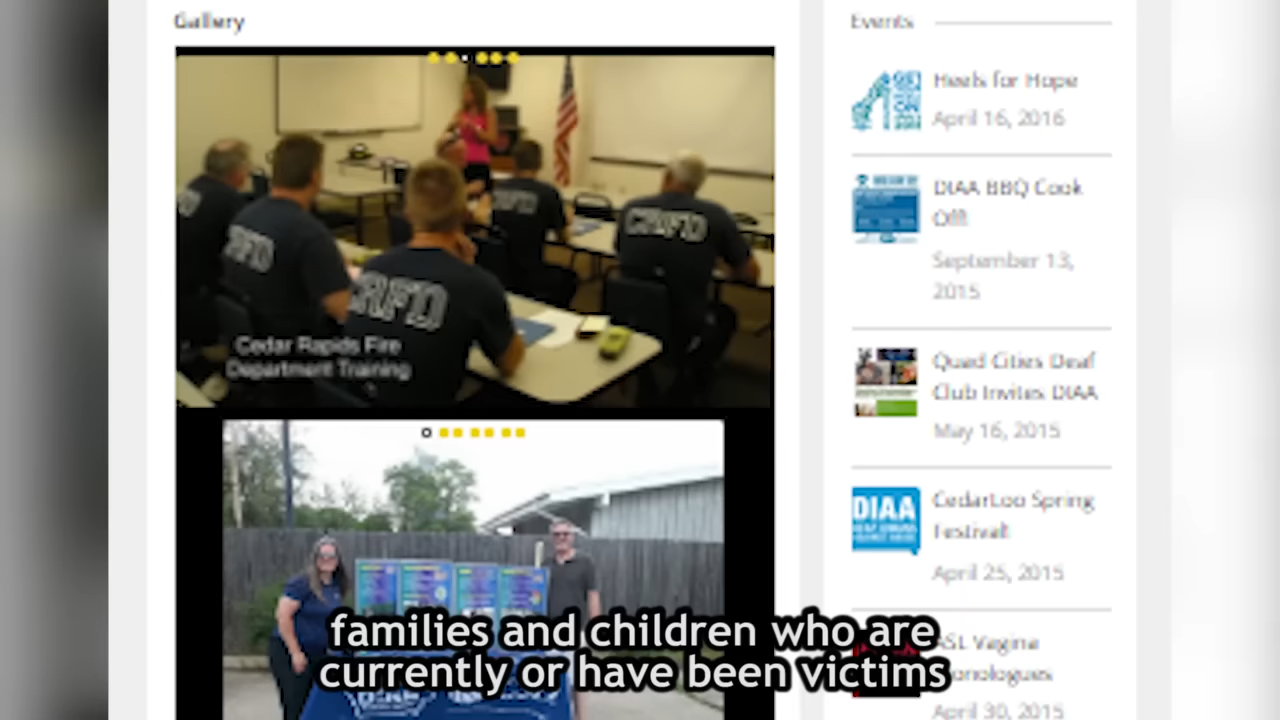 Gallery
CRFD
CRFD
Cedar Rapids Fire
Department Training
Events
Heels for Hope
April 16, 2016
DIAA BBQ Cook
Off!
September 13,
2015
Quad Cities Deaf
Club Invites DIAA
May 16, 2015
DIAA
CedarLoo Spring
Festival!
April 25, 2015
ASL Vagina
Monologues
April 30, 2015
families and children who are
currently or have been victims